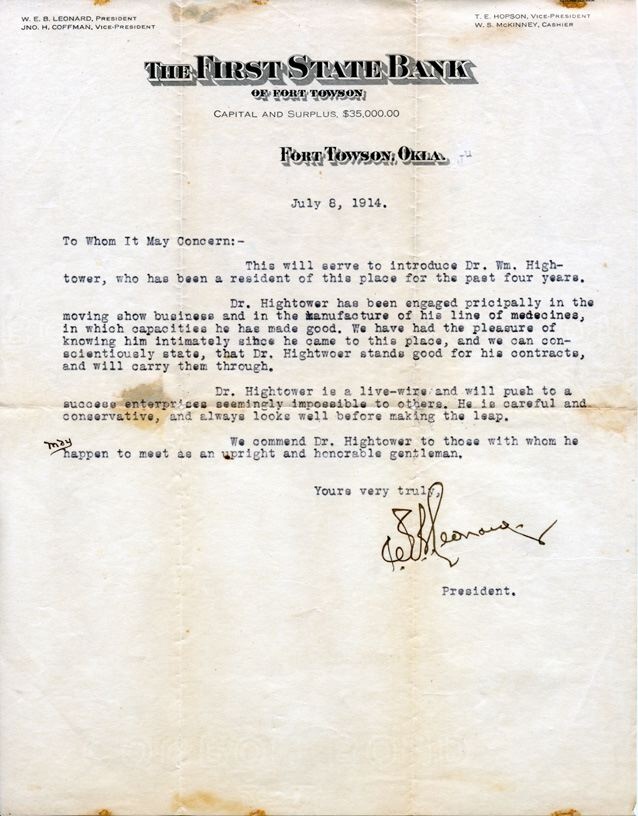 W. E. B. LEONARD, PRESIDENT
JNO. H. COFFMAN, VICE-PRESIDENT
T. E. HOPSON, VICE-PRESIDENT
W. S. McKINNEY, CASHIER
THE FIRST STATE BANK
OF FORT TOWSON
CAPITAL AND SURPLUS, $35,000.00
FORT TOWSON, OKLA.
July 8, 1914.
To Whom It May Concern:-
This will serve to introduce Dr. Wm. High-
tower, who has been a resident of this place for the past four years.
Dr. Hightower has been engaged pricipally in the
moving show business and in the manufacture of his line of medecines,
in which capacities he has made good. We have had the pleasure of
knowing him intimately since he came to this place, and we can con-
scientiously state, that Dr. Hightwoer stands good for his contracts,
and will carry them through.
Dr. Hightower is a live-wire and will push to a
success enterprizes seemingly impossible to others. He is careful and
conservative, and always looks well before making the leap.
We commend Dr. Hightower to those with whom he
may happen to meet as an upright and honorable gentleman.
Yours very truly,
W.E.B. Leonard
President.